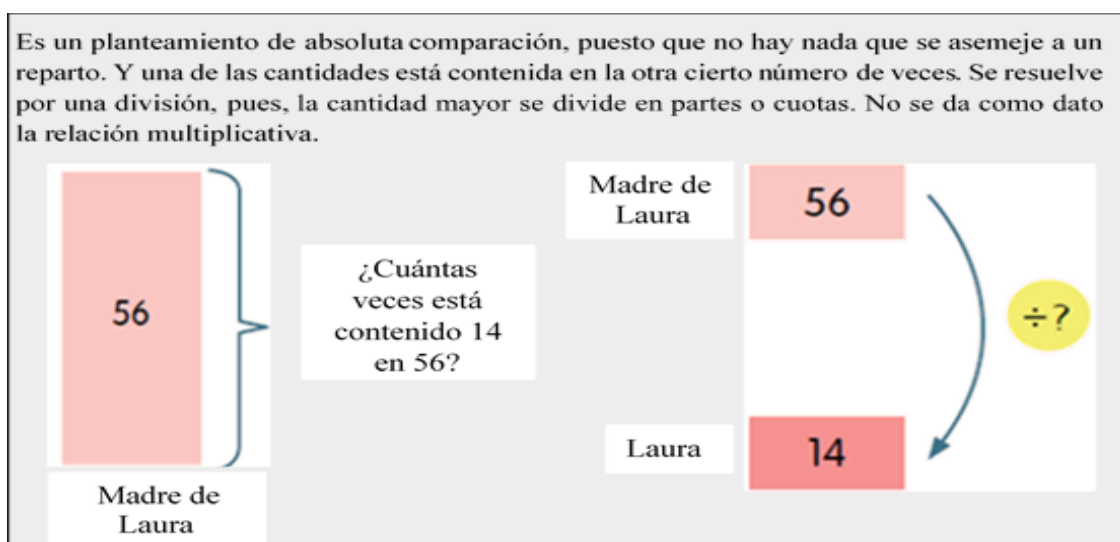 Es un planteamiento de absoluta comparación, puesto que no hay nada que se asemeje a un
reparto. Y una de las cantidades está contenida en la otra cierto número de veces. Se resuelve
por una división, pues, la cantidad mayor se divide en partes o cuotas. No se da como dato
la relación multiplicativa.
56
Madre de
Laura
¿Cuántas
veces está
contenido 14
en 56?
Madre de
Laura
56
÷?
Laura
14